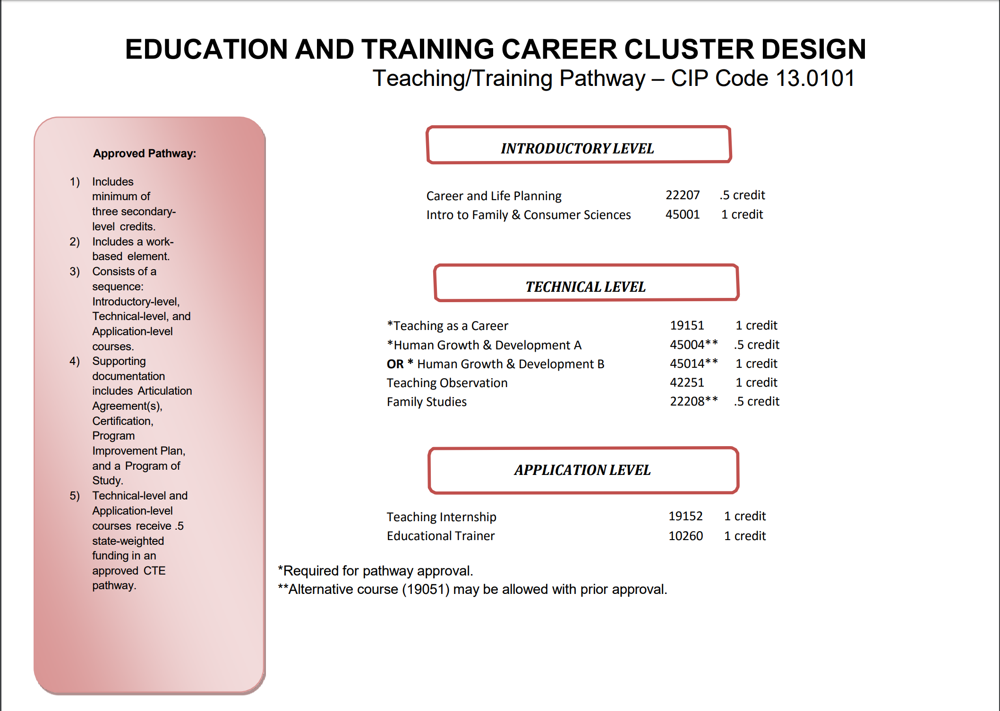 EDUCATION AND TRAINING CAREER CLUSTER DESIGN
Teaching/Training Pathway – CIP Code 13.0101
Approved Pathway:
1) Includes
minimum of
three secondary-
level credits.
2) Includes a work-
based element.
3) Consists of a
sequence:
Introductory-level,
Technical-level, and
Application-level
courses.
4) Supporting
documentation
includes Articulation
Agreement(s),
Certification,
Program
Improvement Plan,
and a Program of
Study.
5) Technical-level and
Application-level
courses receive .5
state-weighted
funding in an
approved CTE
pathway.
INTRODUCTORY LEVEL
Career and Life Planning 22207 .5 credit
Intro to Family & Consumer Sciences 45001 1 credit
TECHNICAL LEVEL
*Teaching as a Career 19151 1 credit
*Human Growth & Development A 45004** .5 credit
OR * Human Growth & Development B 45014** 1 credit
Teaching Observation 42251 1 credit
Family Studies 22208** .5 credit
APPLICATION LEVEL
Teaching Internship 19152 1 credit
Educational Trainer 10260 1 credit
*Required for pathway approval.
**Alternative course (19051) may be allowed with prior approval.